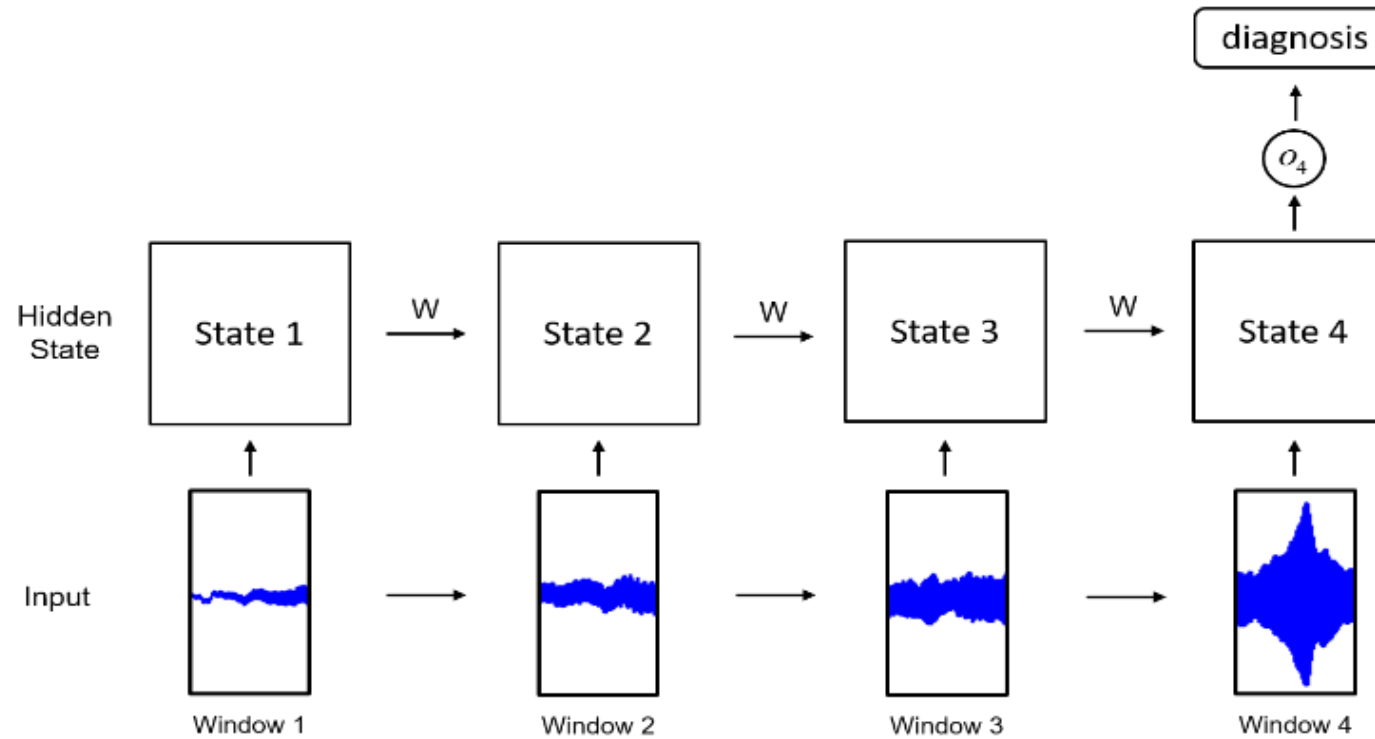 diagnosis
o₄
W
W
W
Hidden
State
State 1
State 2
State 3
State 4
Input
Window 1
Window 2
Window 3
Window 4